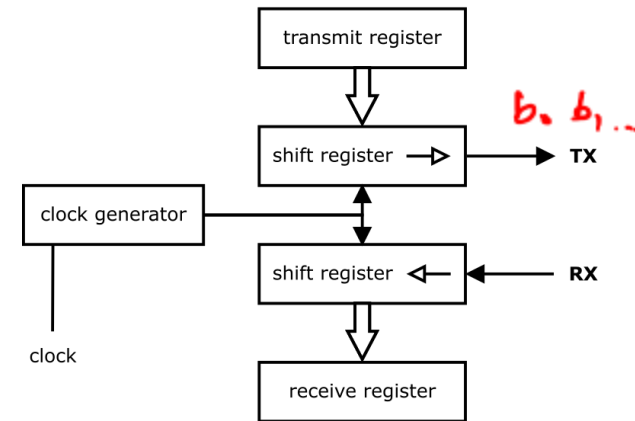 transmit register
b₀ b₁ ...
shift register
TX
clock generator
shift register
RX
clock
receive register